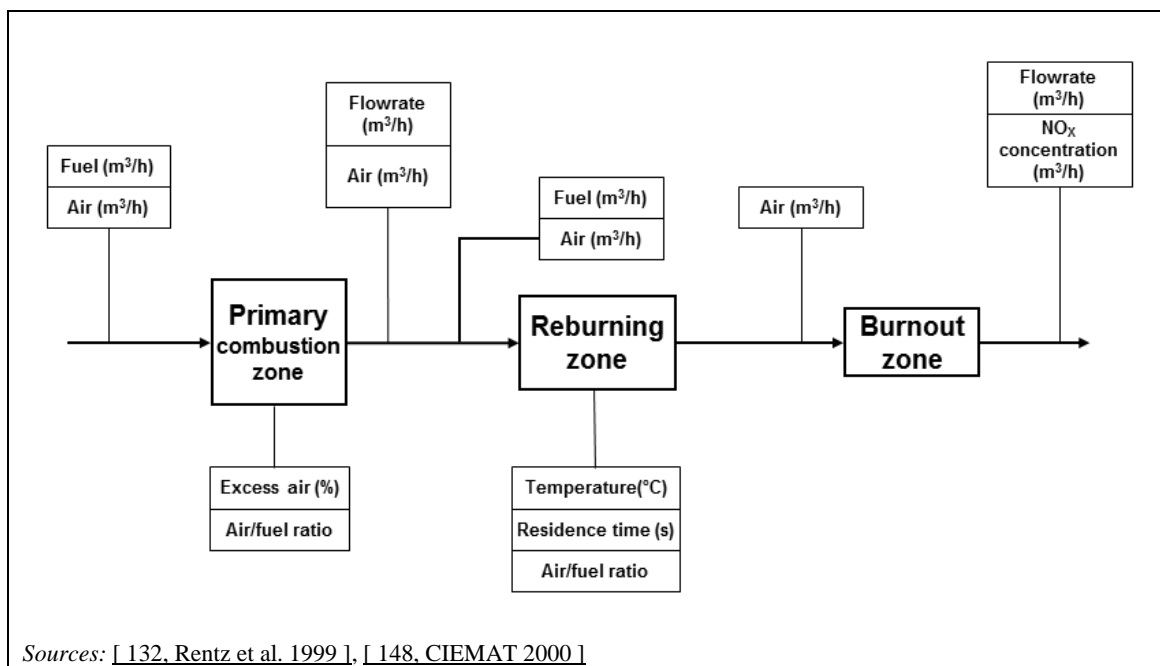 Fuel (m³/h)
Air (m³/h)
Flowrate
(m³/h)
Air (m³/h)
Fuel (m³/h)
Air (m³/h)
Air (m³/h)
Flowrate
(m³/h)
NOX
concentration
(m³/h)
Primary
combustion
zone
Reburning
zone
Burnout
zone
Excess air (%)
Air/fuel ratio
Temperature(°C)
Residence time (s)
Air/fuel ratio
Sources: [ 132, Rentz et al. 1999 ], [ 148, CIEMAT 2000 ]